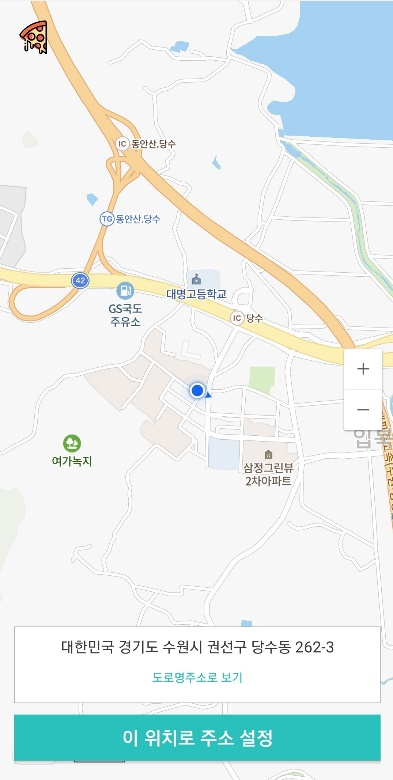 IC 동안산.당수
TG 동안산.당수
42
GS국도
주유소
대명고등학교
IC 당수
+
−
여가녹지
삼정그린뷰
2차아파트
대한민국 경기도 수원시 권선구 당수동 262-3
도로명주소로 보기
이 위치로 주소 설정